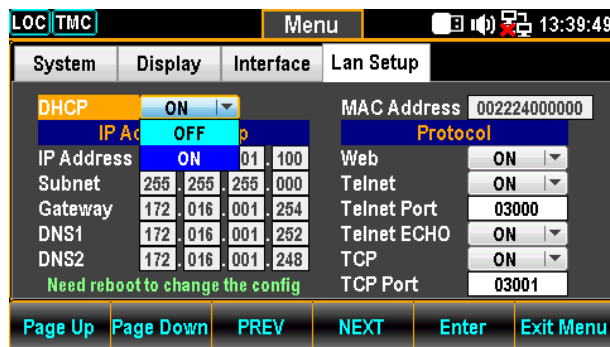 LOC TMC Menu 13:39:49
System Display Interface Lan Setup
DHCP ON MAC Address 002224000000
OFF
ON
Protocol
IP Address 100 Web ON
Subnet 255 . 255 . 255 . 000 Telnet ON
Gateway 172 . 016 . 001 . 254 Telnet Port 03000
DNS1 172 . 016 . 001 . 252 Telnet ECHO ON
DNS2 172 . 016 . 001 . 248 TCP ON
Need reboot to change the config TCP Port 03001
Page Up Page Down PREV NEXT Enter Exit Menu